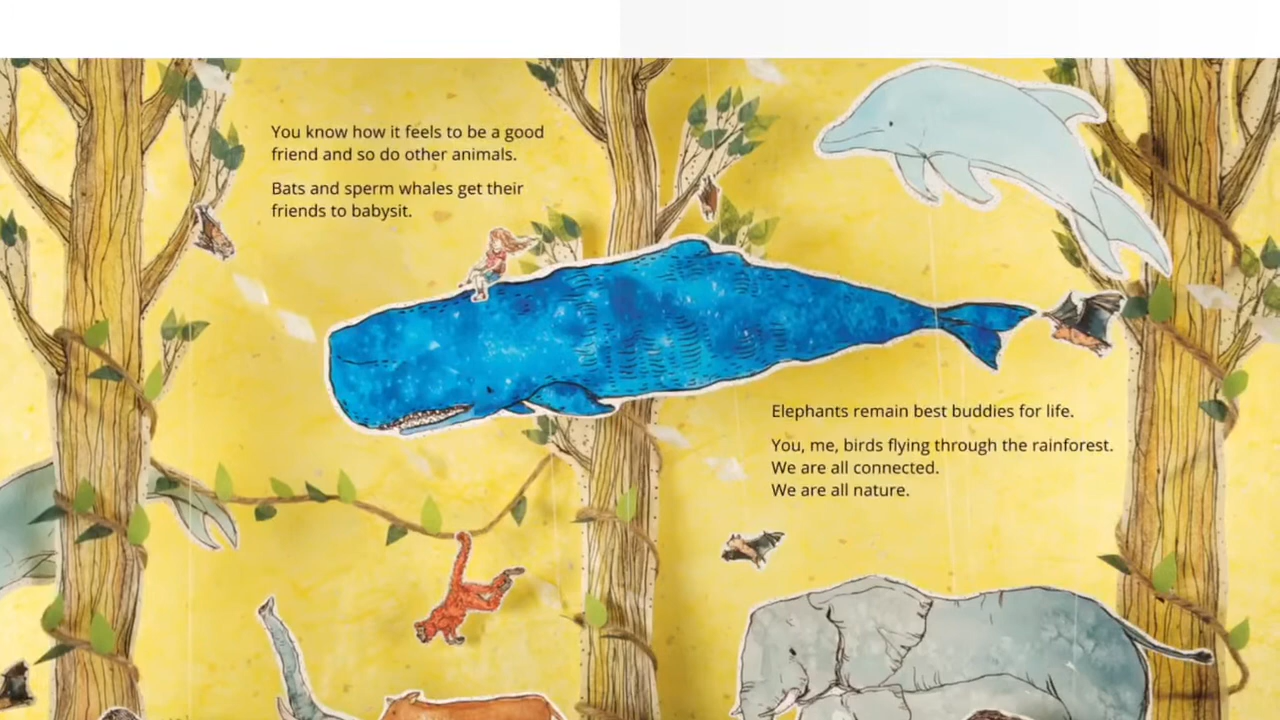 You know how it feels to be a good
friend and so do other animals.
Bats and sperm whales get their
friends to babysit.
Elephants remain best buddies for life.
You, me, birds flying through the rainforest.
We are all connected.
We are all nature.